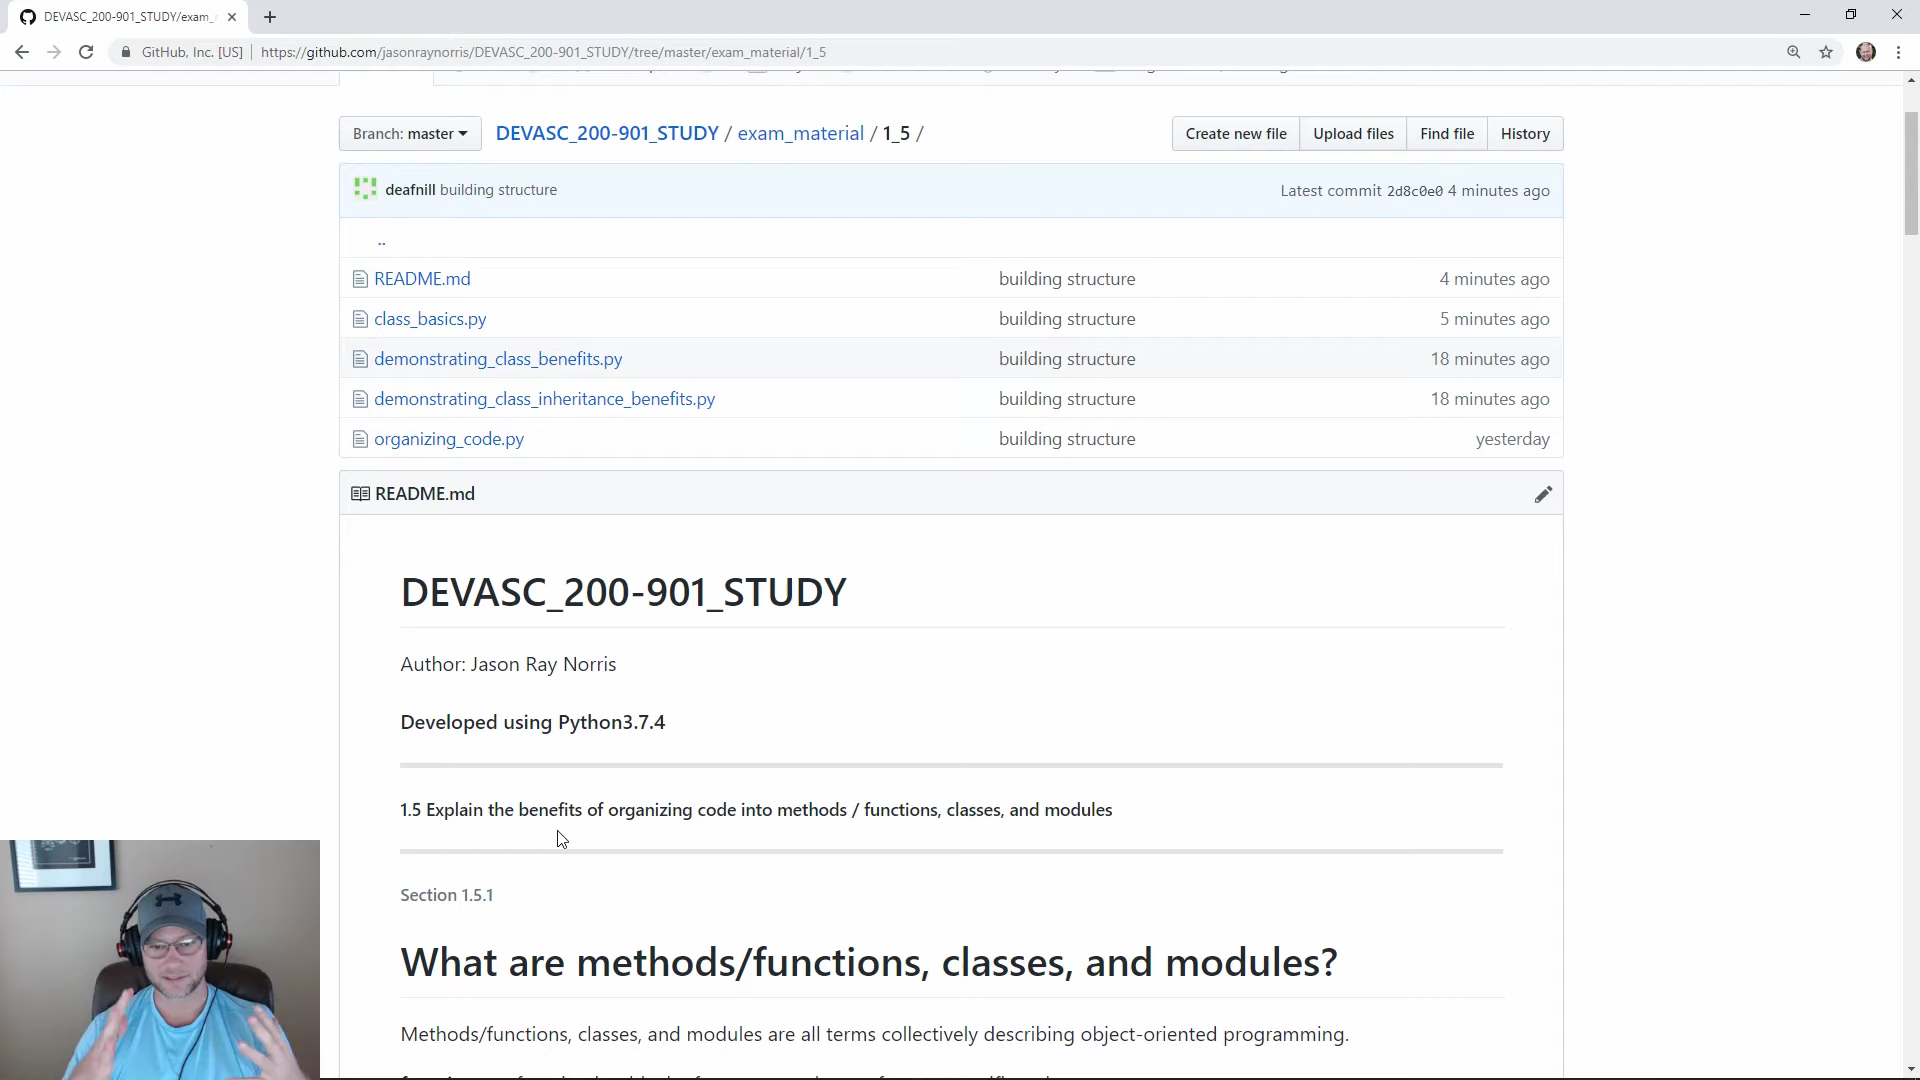 DEVASC_200-901_STUDY/exam_
GitHub, Inc. [US] https://github.com/jasonraynorris/DEVASC_200-901_STUDY/tree/master/exam_material/1_5
Branch: master DEVASC_200-901_STUDY / exam_material / 1_5 / Create new file Upload files Find file History
deafnill building structure Latest commit 2d8c0e0 4 minutes ago
..
README.md building structure 4 minutes ago
class_basics.py building structure 5 minutes ago
demonstrating_class_benefits.py building structure 18 minutes ago
demonstrating_class_inheritance_benefits.py building structure 18 minutes ago
organizing_code.py building structure yesterday
README.md
DEVASC_200-901_STUDY
Author: Jason Ray Norris
Developed using Python3.7.4
1.5 Explain the benefits of organizing code into methods / functions, classes, and modules
Section 1.5.1
What are methods/functions, classes, and modules?
Methods/functions, classes, and modules are all terms collectively describing object-oriented programming.